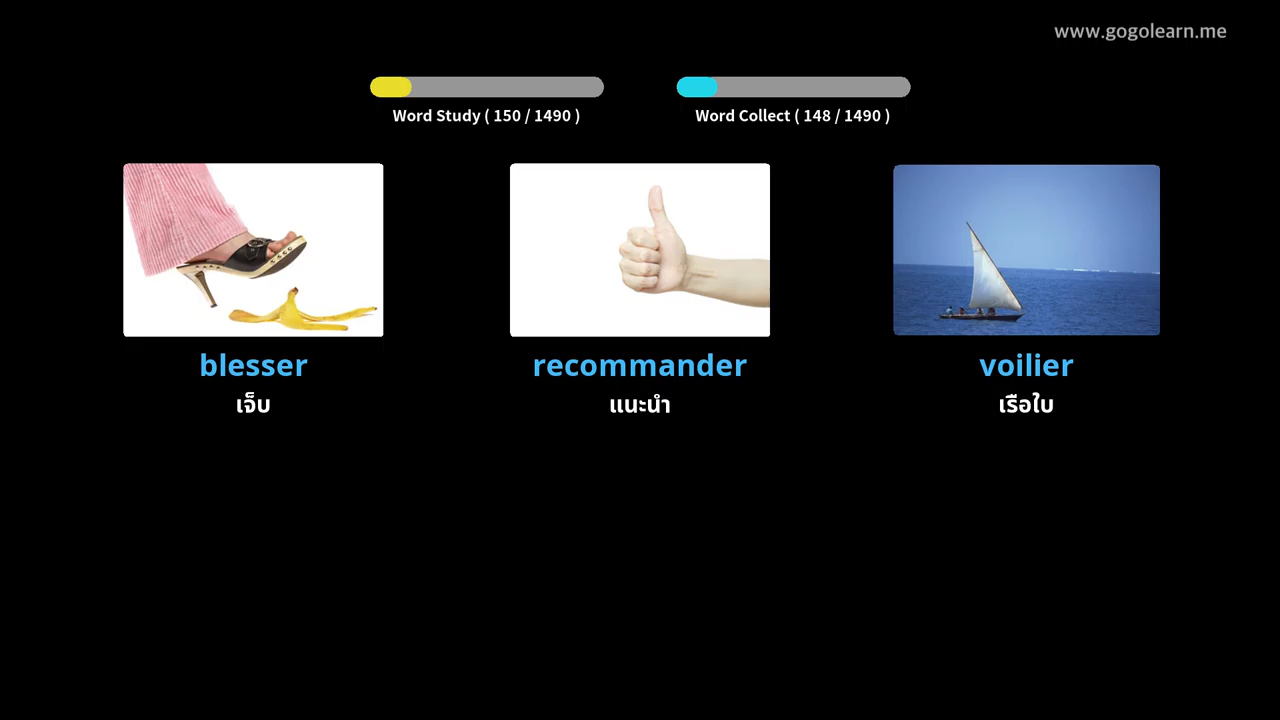 www.gogolearn.me
Word Study ( 150 / 1490 )
Word Collect ( 148 / 1490 )
blesser
เจ็บ
recommander
แนะนำ
voilier
เรือใบ